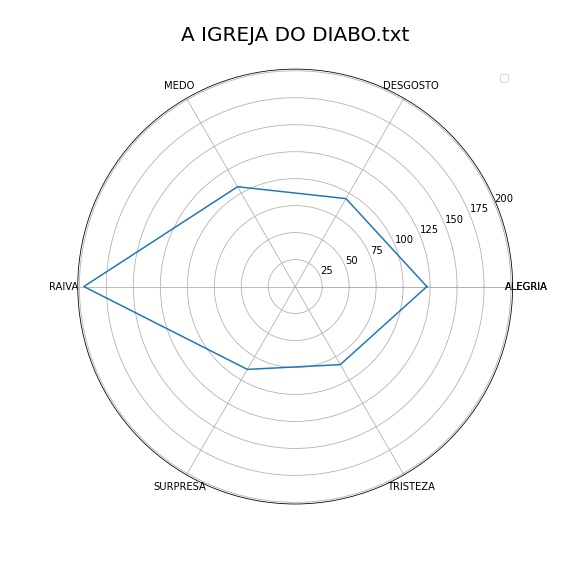 A IGREJA DO DIABO.txt
MEDO
DESGOSTO
200
175
150
125
100
75
50
25
RAIVA
ALEGRIA
SURPRESA
TRISTEZA